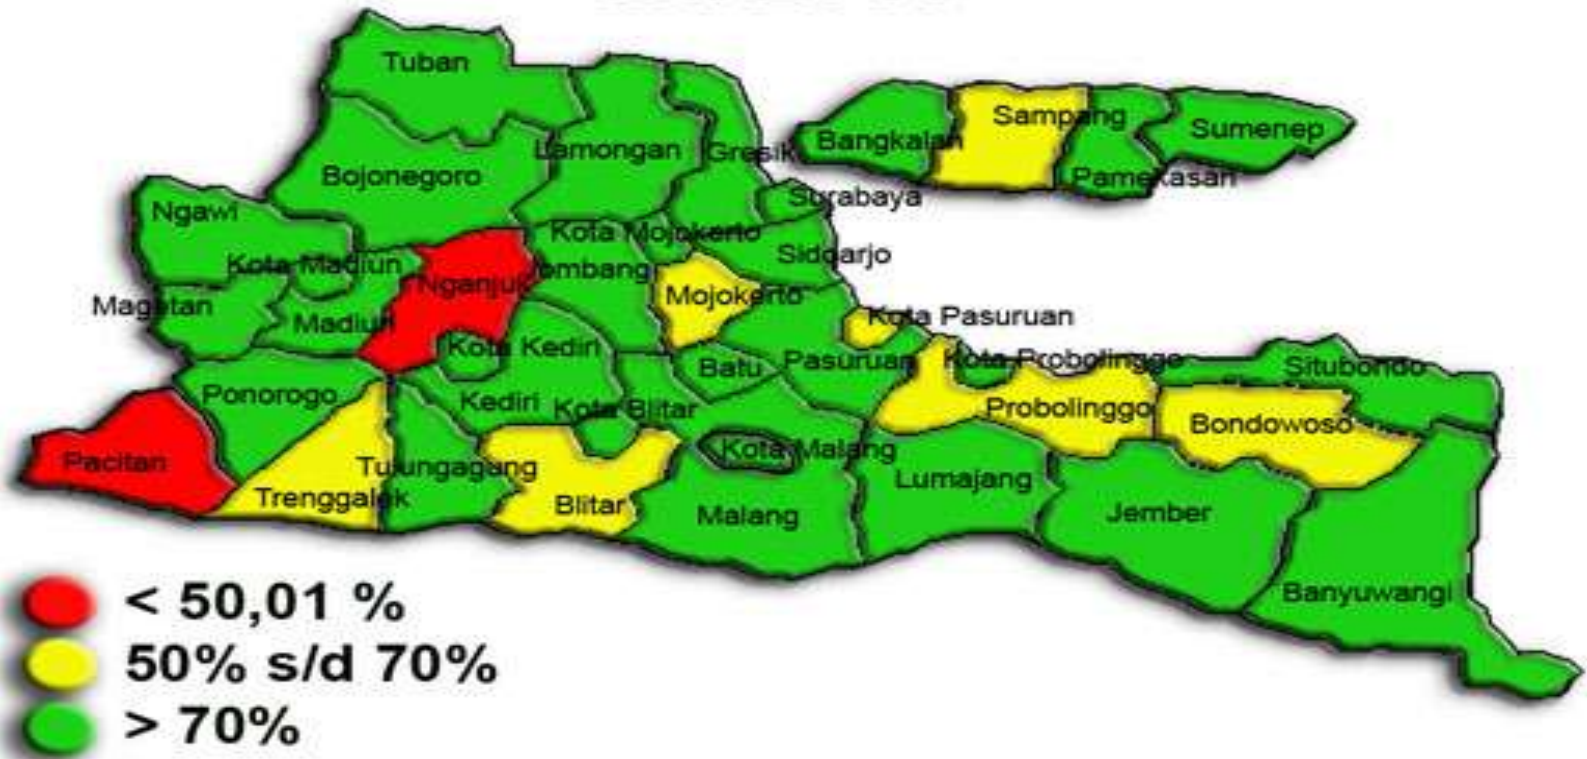 Tuban
Sampang
Sumenep
Bangkalan
Lamongan
Gresik
Bojonegoro
Pamekasan
Surabaya
Ngawi
Kota Mojokerto
Sidoarjo
Kota Madiun
Nganjuk
ombang
Mojokerto
Magetan
Madiun
Kota Pasuruan
Kota Kediri
Batu
Pasuruan
Kota Probolinggo
Situbondo
Ponorogo
Kediri
Kota Blitar
Probolinggo
Bondowoso
Pacitan
Tulungagung
Kota Malang
Lumajang
Trenggalek
Blitar
Malang
Jember
Banyuwangi
< 50,01 %
50% s/d 70%
> 70%